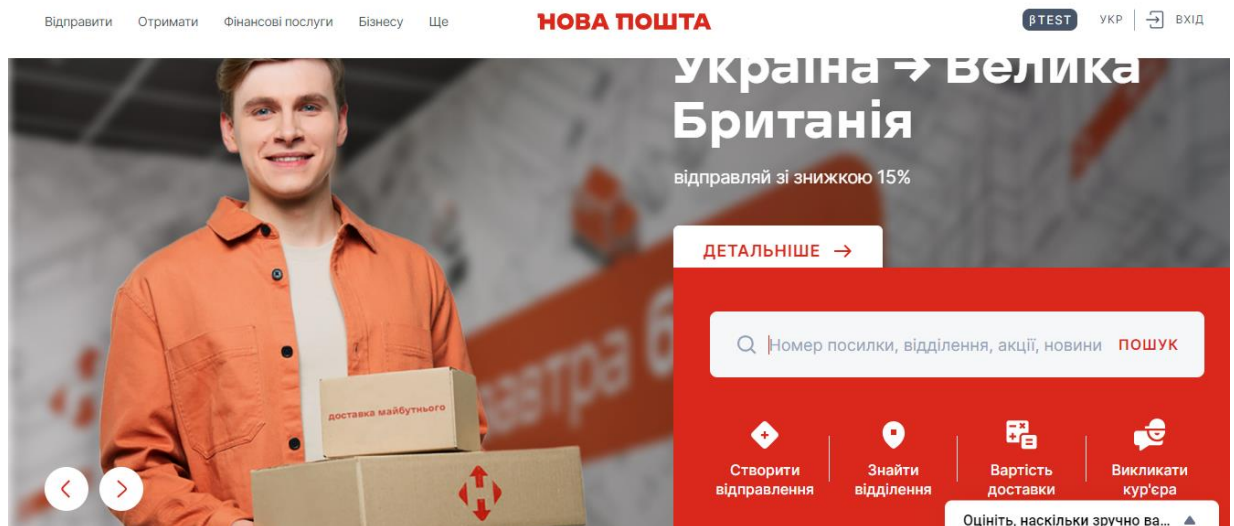 Відправити Отримати Фінансові послуги Бізнесу Ще НОВА ПОШТА βTEST УКР ВХІД
Україна → Велика
Британія
відправляй зі знижкою 15%
ДЕТАЛЬНІШЕ →
Номер посилки, відділення, акції, новини ПОШУК
Створити
відправлення
Знайти
відділення
Вартість
доставки
Викликати
кур'єра
Оцініть, наскільки зручно ва...
доставка майбутнього
автра б